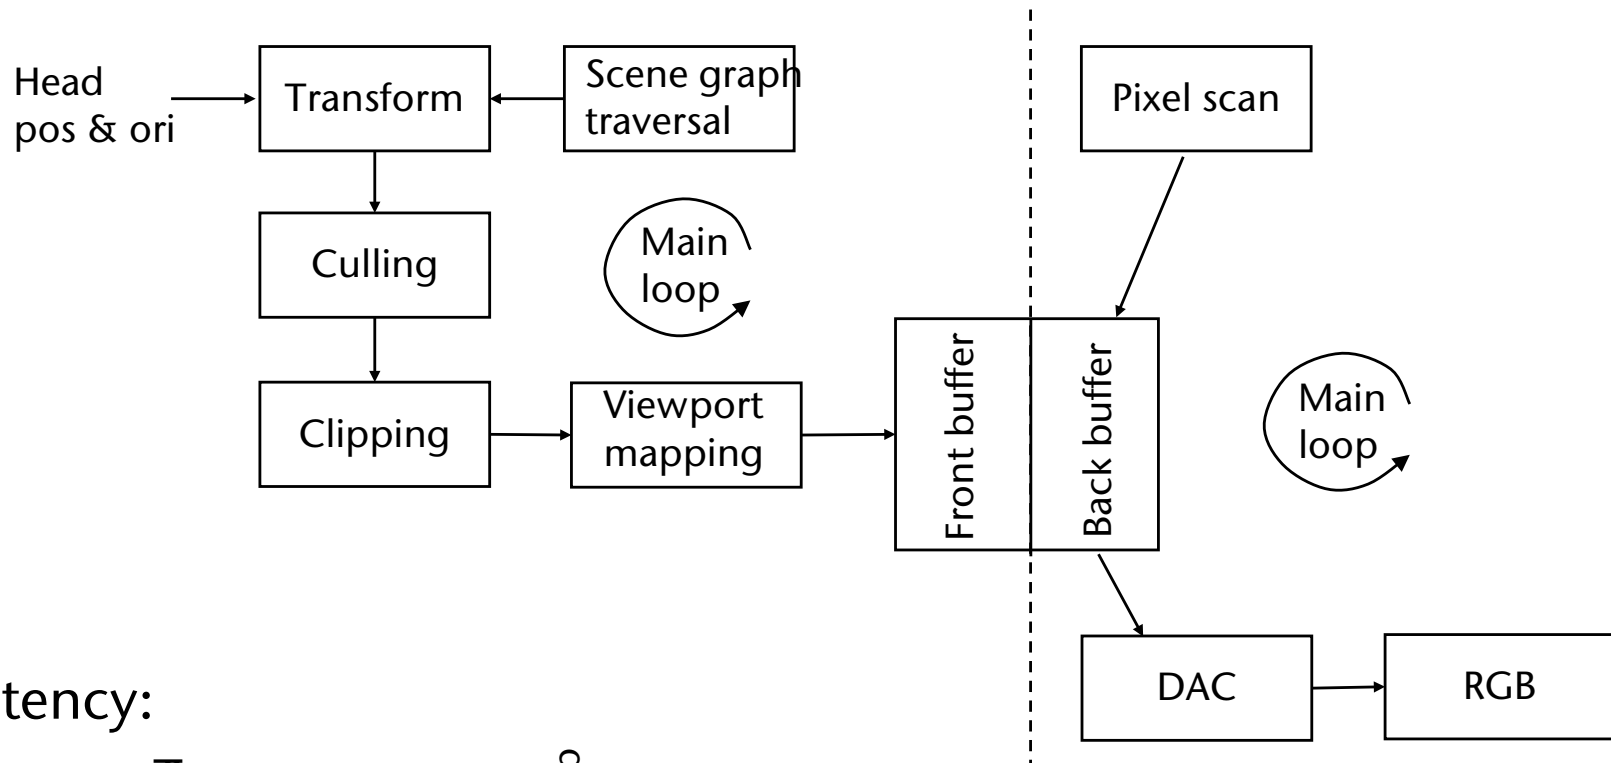 Head
pos & ori
Transform
Scene graph
traversal
Pixel scan
Culling
Main
loop
Clipping
Viewport
mapping
Front buffer
Back buffer
Main
loop
DAC
RGB
tency: